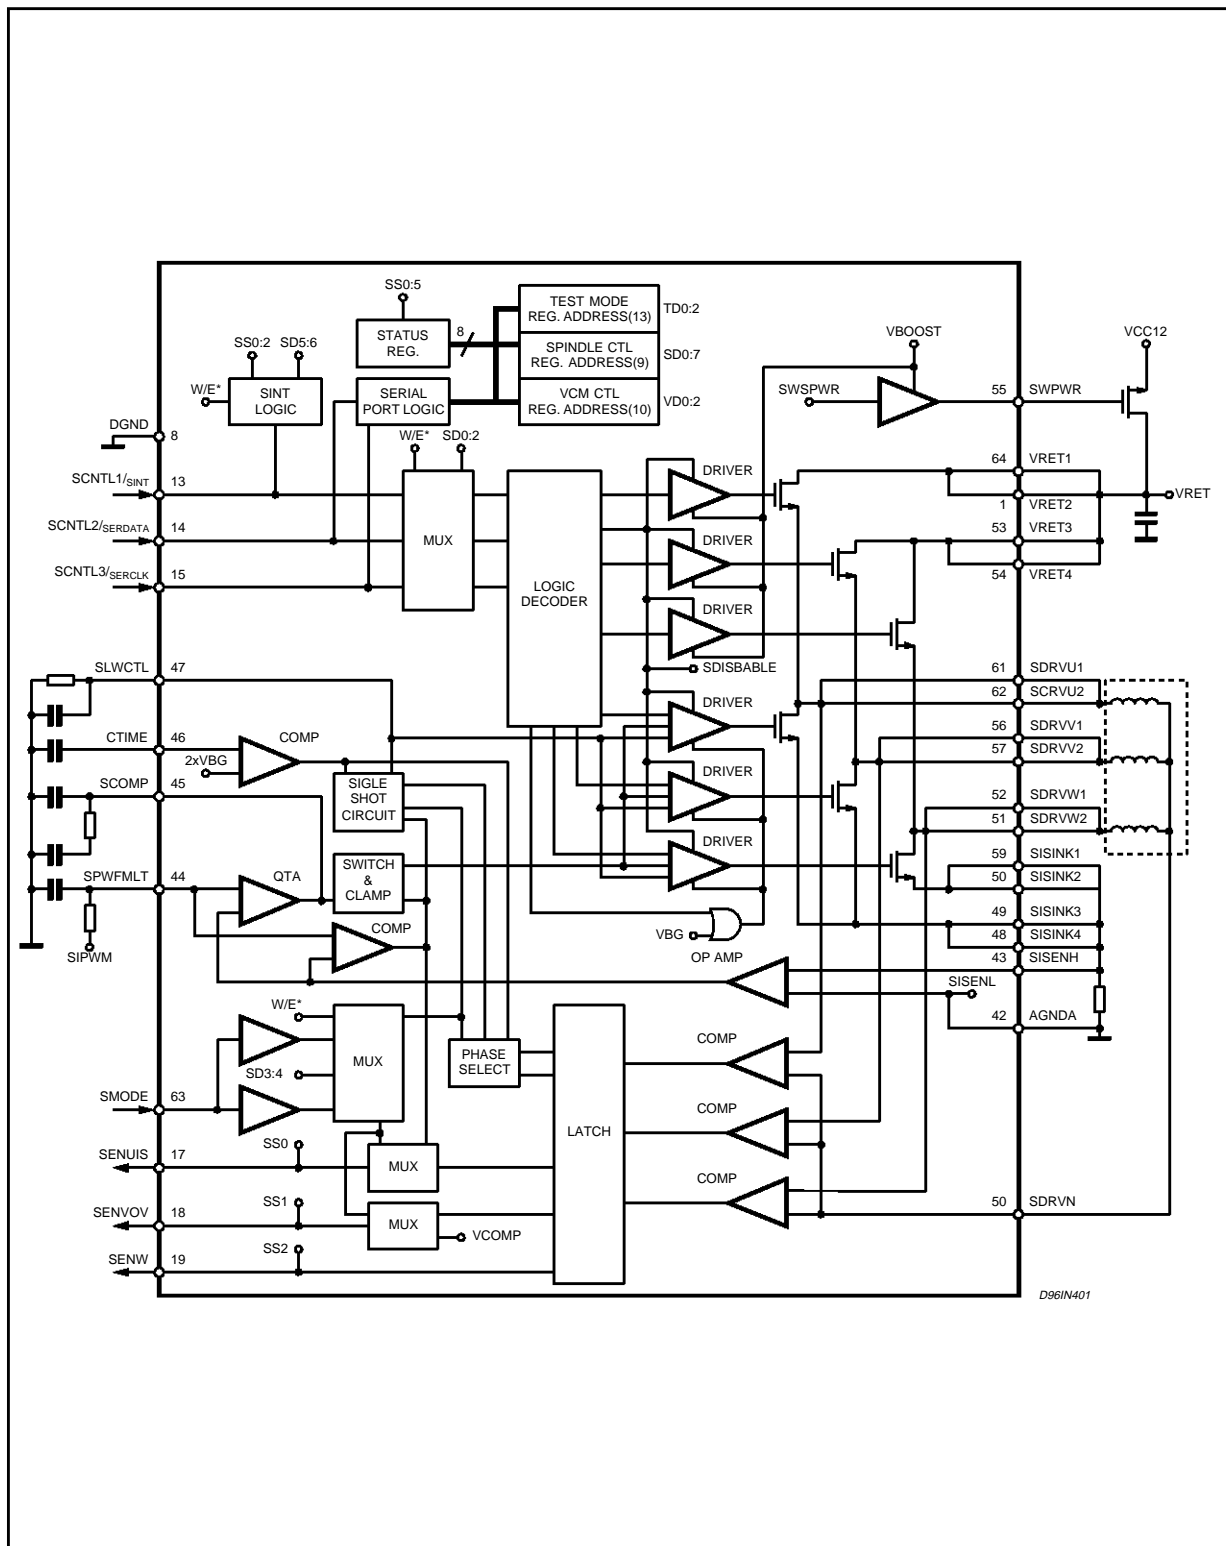 SS0:5
TEST MODE
REG. ADDRESS(13)
TD0:2
8
STATUS
REG.
SPINDLE CTL
REG. ADDRESS(9)
SD0:7
SS0:2
SD5:6
W/E*
SINT
LOGIC
SERIAL
PORT LOGIC
VCM CTL
REG. ADDRESS(10)
VD0:2
VBOOST
VCC12
SWSPWR
55
SWPWR
DGND
8
W/E*
SD0:2
SCNTL1/SINT
13
SCNTL2/SERDATA
14
SCNTL3/SERCLK
15
MUX
LOGIC
DECODER
DRIVER
DRIVER
DRIVER
64
VRET1
1
VRET2
VRET
53
VRET3
54
VRET4
SDISBABLE
SLWCTL
47
61
SDRVU1
62
SCRVU2
DRIVER
CTIME
46
COMP
2xVBG
56
SDRVV1
57
SDRVV2
SCOMP
45
SIGLE
SHOT
CIRCUIT
DRIVER
52
SDRVW1
51
SDRVW2
DRIVER
SPWFMLT
44
QTA
SWITCH
&
CLAMP
59
SISINK1
50
SISINK2
SIPWM
COMP
VBG
49
SISINK3
48
SISINK4
OP AMP
43
SISENH
SISENL
42
AGNDA
W/E*
MUX
SD3:4
PHASE
SELECT
COMP
SMODE
63
COMP
LATCH
SENUIS
17
SS0
MUX
COMP
SENVOV
18
SS1
MUX
VCOMP
50
SDRVN
SENW
19
SS2
D96IN401